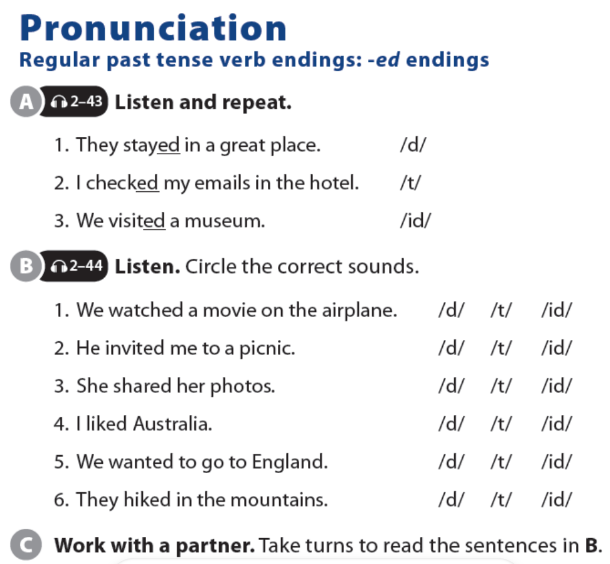 Pronunciation
Regular past tense verb endings: -ed endings
A 2–43 Listen and repeat.
1. They stayed in a great place. /d/
2. I checked my emails in the hotel. /t/
3. We visited a museum. /id/
B 2–44 Listen. Circle the correct sounds.
1. We watched a movie on the airplane. /d/ /t/ /id/
2. He invited me to a picnic. /d/ /t/ /id/
3. She shared her photos. /d/ /t/ /id/
4. I liked Australia. /d/ /t/ /id/
5. We wanted to go to England. /d/ /t/ /id/
6. They hiked in the mountains. /d/ /t/ /id/
C Work with a partner. Take turns to read the sentences in B.